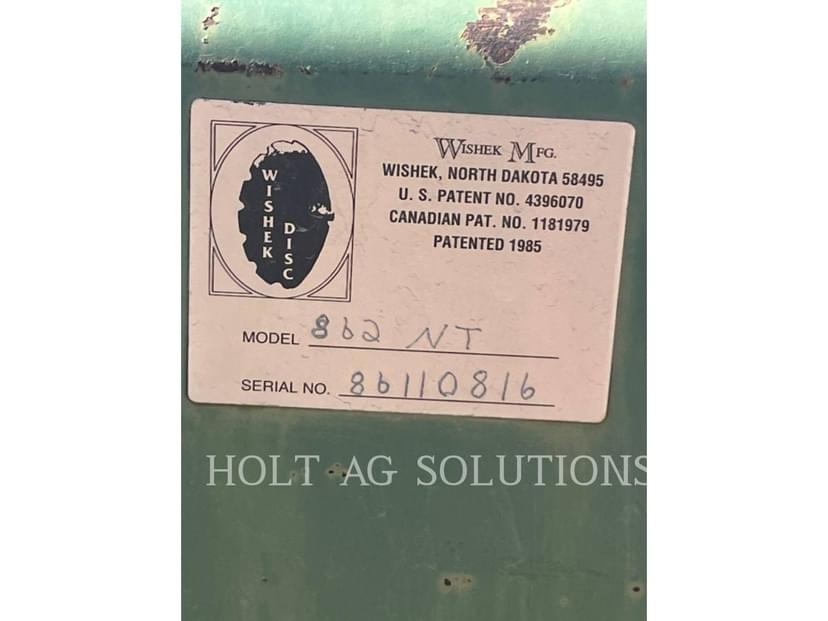 WISHEK
DISC
WISHEK MFG.
WISHEK, NORTH DAKOTA 58495
U. S. PATENT NO. 4396070
CANADIAN PAT. NO. 1181979
PATENTED 1985
MODEL 862 NT
SERIAL NO. 86110816
HOLT AG SOLUTIONS